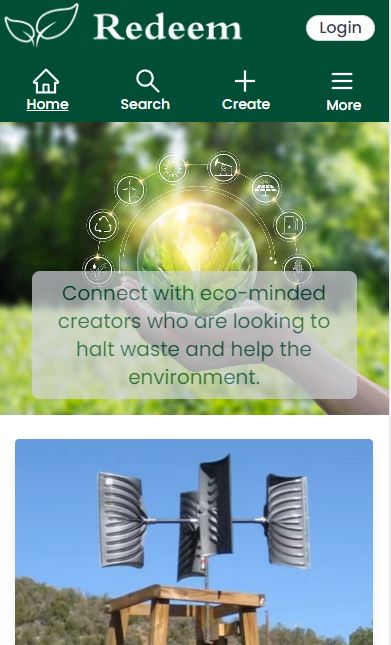 Redeem
Login
Home
Search
Create
More
Connect with eco-minded
creators who are looking to
halt waste and help the
environment.